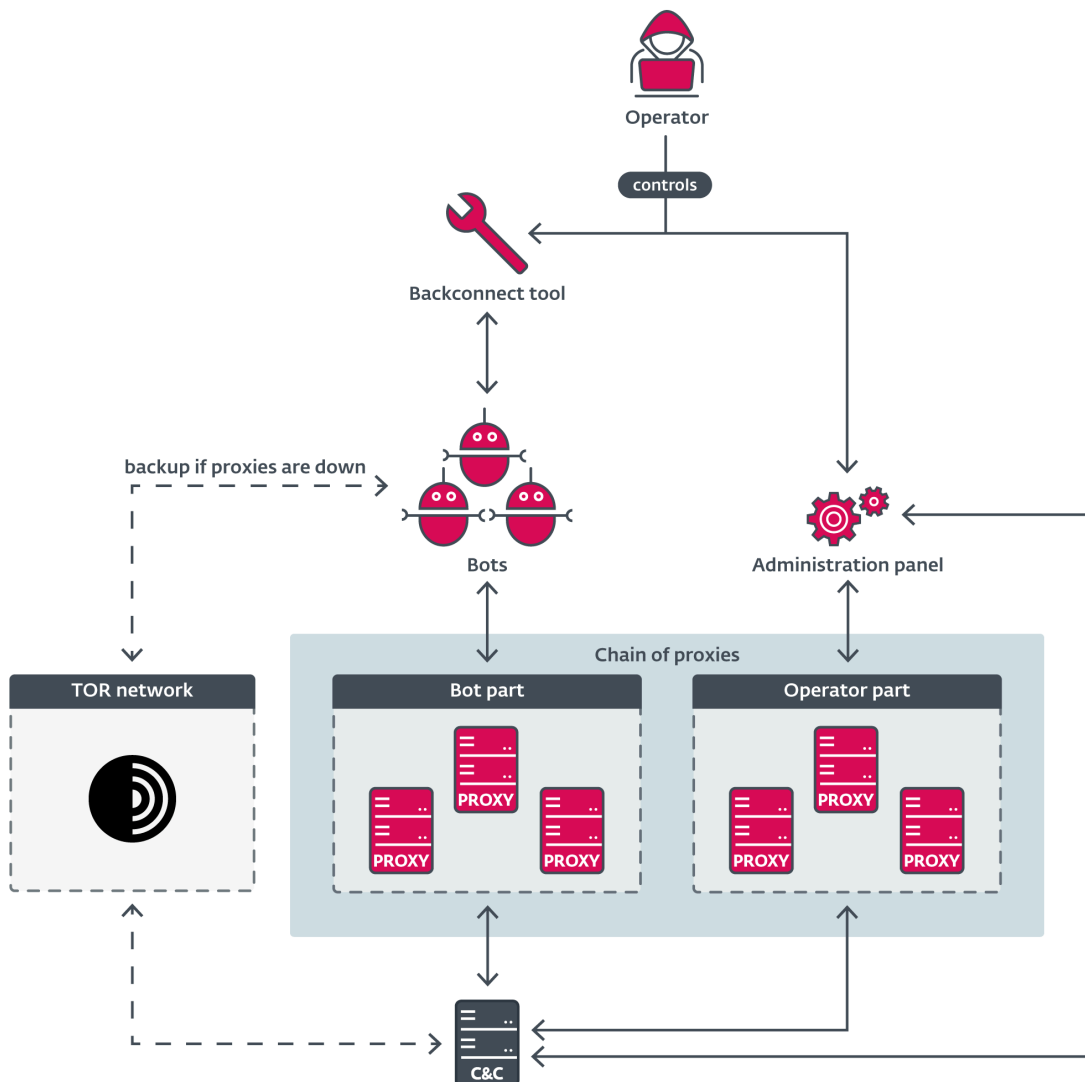 Operator
controls
Backconnect tool
backup if proxies are down
Bots
Administration panel
Chain of proxies
TOR network
Bot part
Operator part
PROXY
PROXY
PROXY
PROXY
PROXY
PROXY
C&C